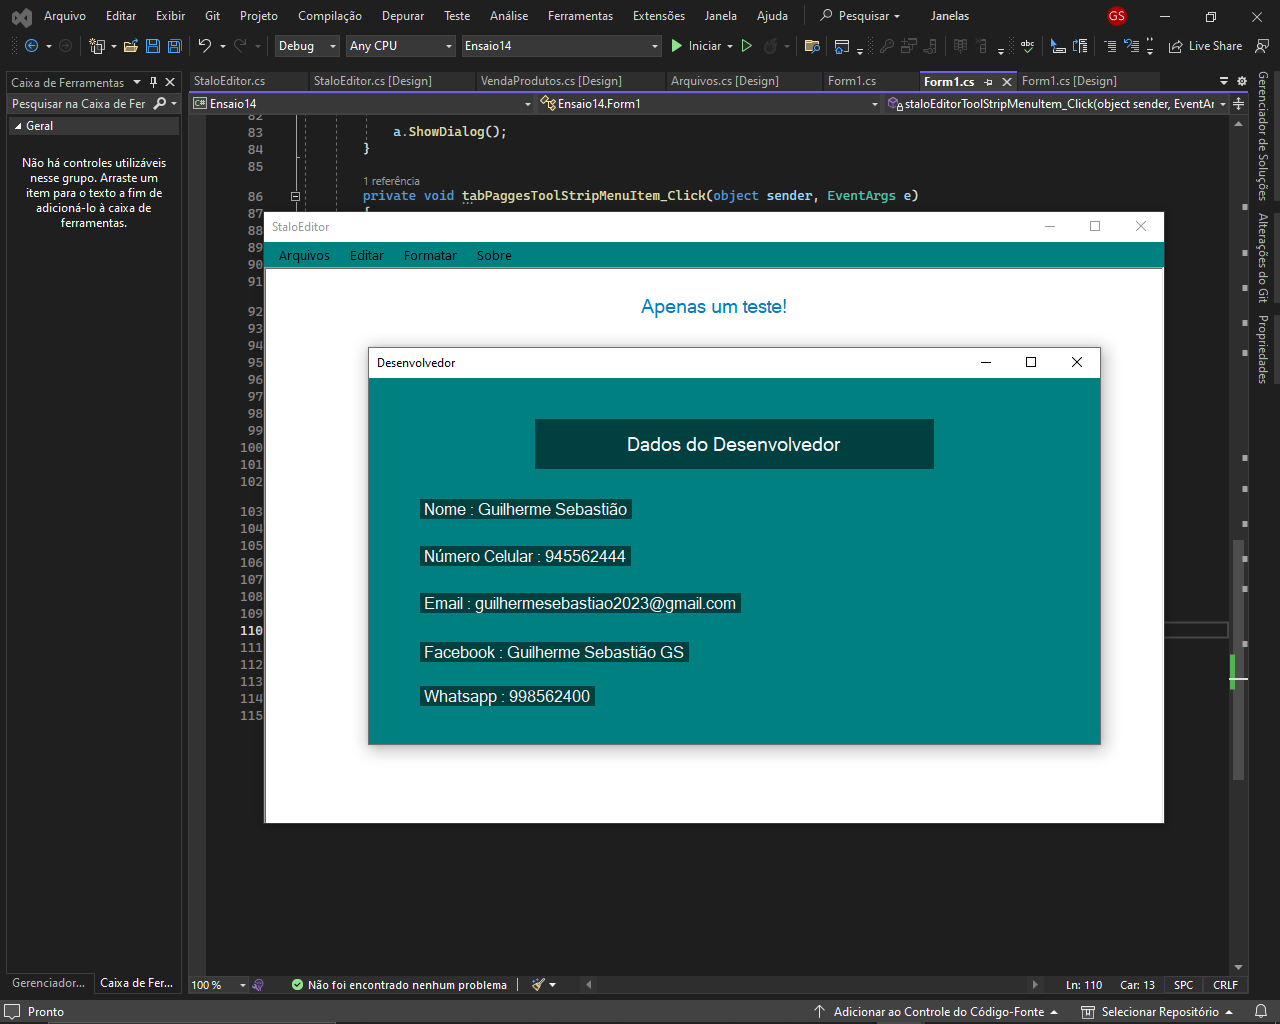 Arquivo Editar Exibir Git Projeto Compilação Depurar Teste Análise Ferramentas Extensões Janela Ajuda Pesquisar Janelas GS
Debug Any CPU Ensaio14 Iniciar Live Share
Caixa de Ferramentas
Pesquisar na Caixa de Fer
Geral
Não há controles utilizáveis
nesse grupo. Arraste um
item para o texto a fim de
adicioná-lo à caixa de
ferramentas.
Gerenciador... Caixa de Fer...
StaloEditor.cs StaloEditor.cs [Design] VendaProdutos.cs [Design] Arquivos.cs [Design] Form1.cs Form1.cs Form1.cs [Design]
Ensaio14 Ensaio14.Form1 staloEditorToolStripMenuItem_Click(object sender, EventAr
82
83 a.ShowDialog();
84 }
85
1 referência
86 private void tabPaggesToolStripMenuItem_Click(object sender, EventArgs e)
87 {
88
89
90
91
92
93
94
95
96
97
98
99
100
101
102
103
104
105
106
107
108
109
110
111
112
113
114
115
StaloEditor
Arquivos Editar Formatar Sobre
Apenas um teste!
Desenvolvedor
Dados do Desenvolvedor
Nome : Guilherme Sebastião
Número Celular : 945562444
Email : guilhermesebastiao2023@gmail.com
Facebook : Guilherme Sebastião GS
Whatsapp : 998562400
Gerenciador de Soluções
Alterações do Git
Propriedades
100 % Não foi encontrado nenhum problema Ln: 110 Car: 13 SPC CRLF
Pronto Adicionar ao Controle do Código-Fonte Selecionar Repositório